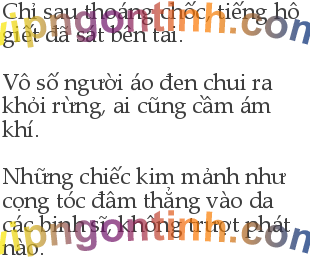 Chỉ sau thoáng chốc, tiếng hô
giết đã sát bên tai.
Vô số người áo đen chui ra
khỏi rừng, ai cũng cầm ám
khí.
Những chiếc kim mảnh như
cọng tóc đâm thẳng vào da
các binh sĩ, không trượt phát
nào.